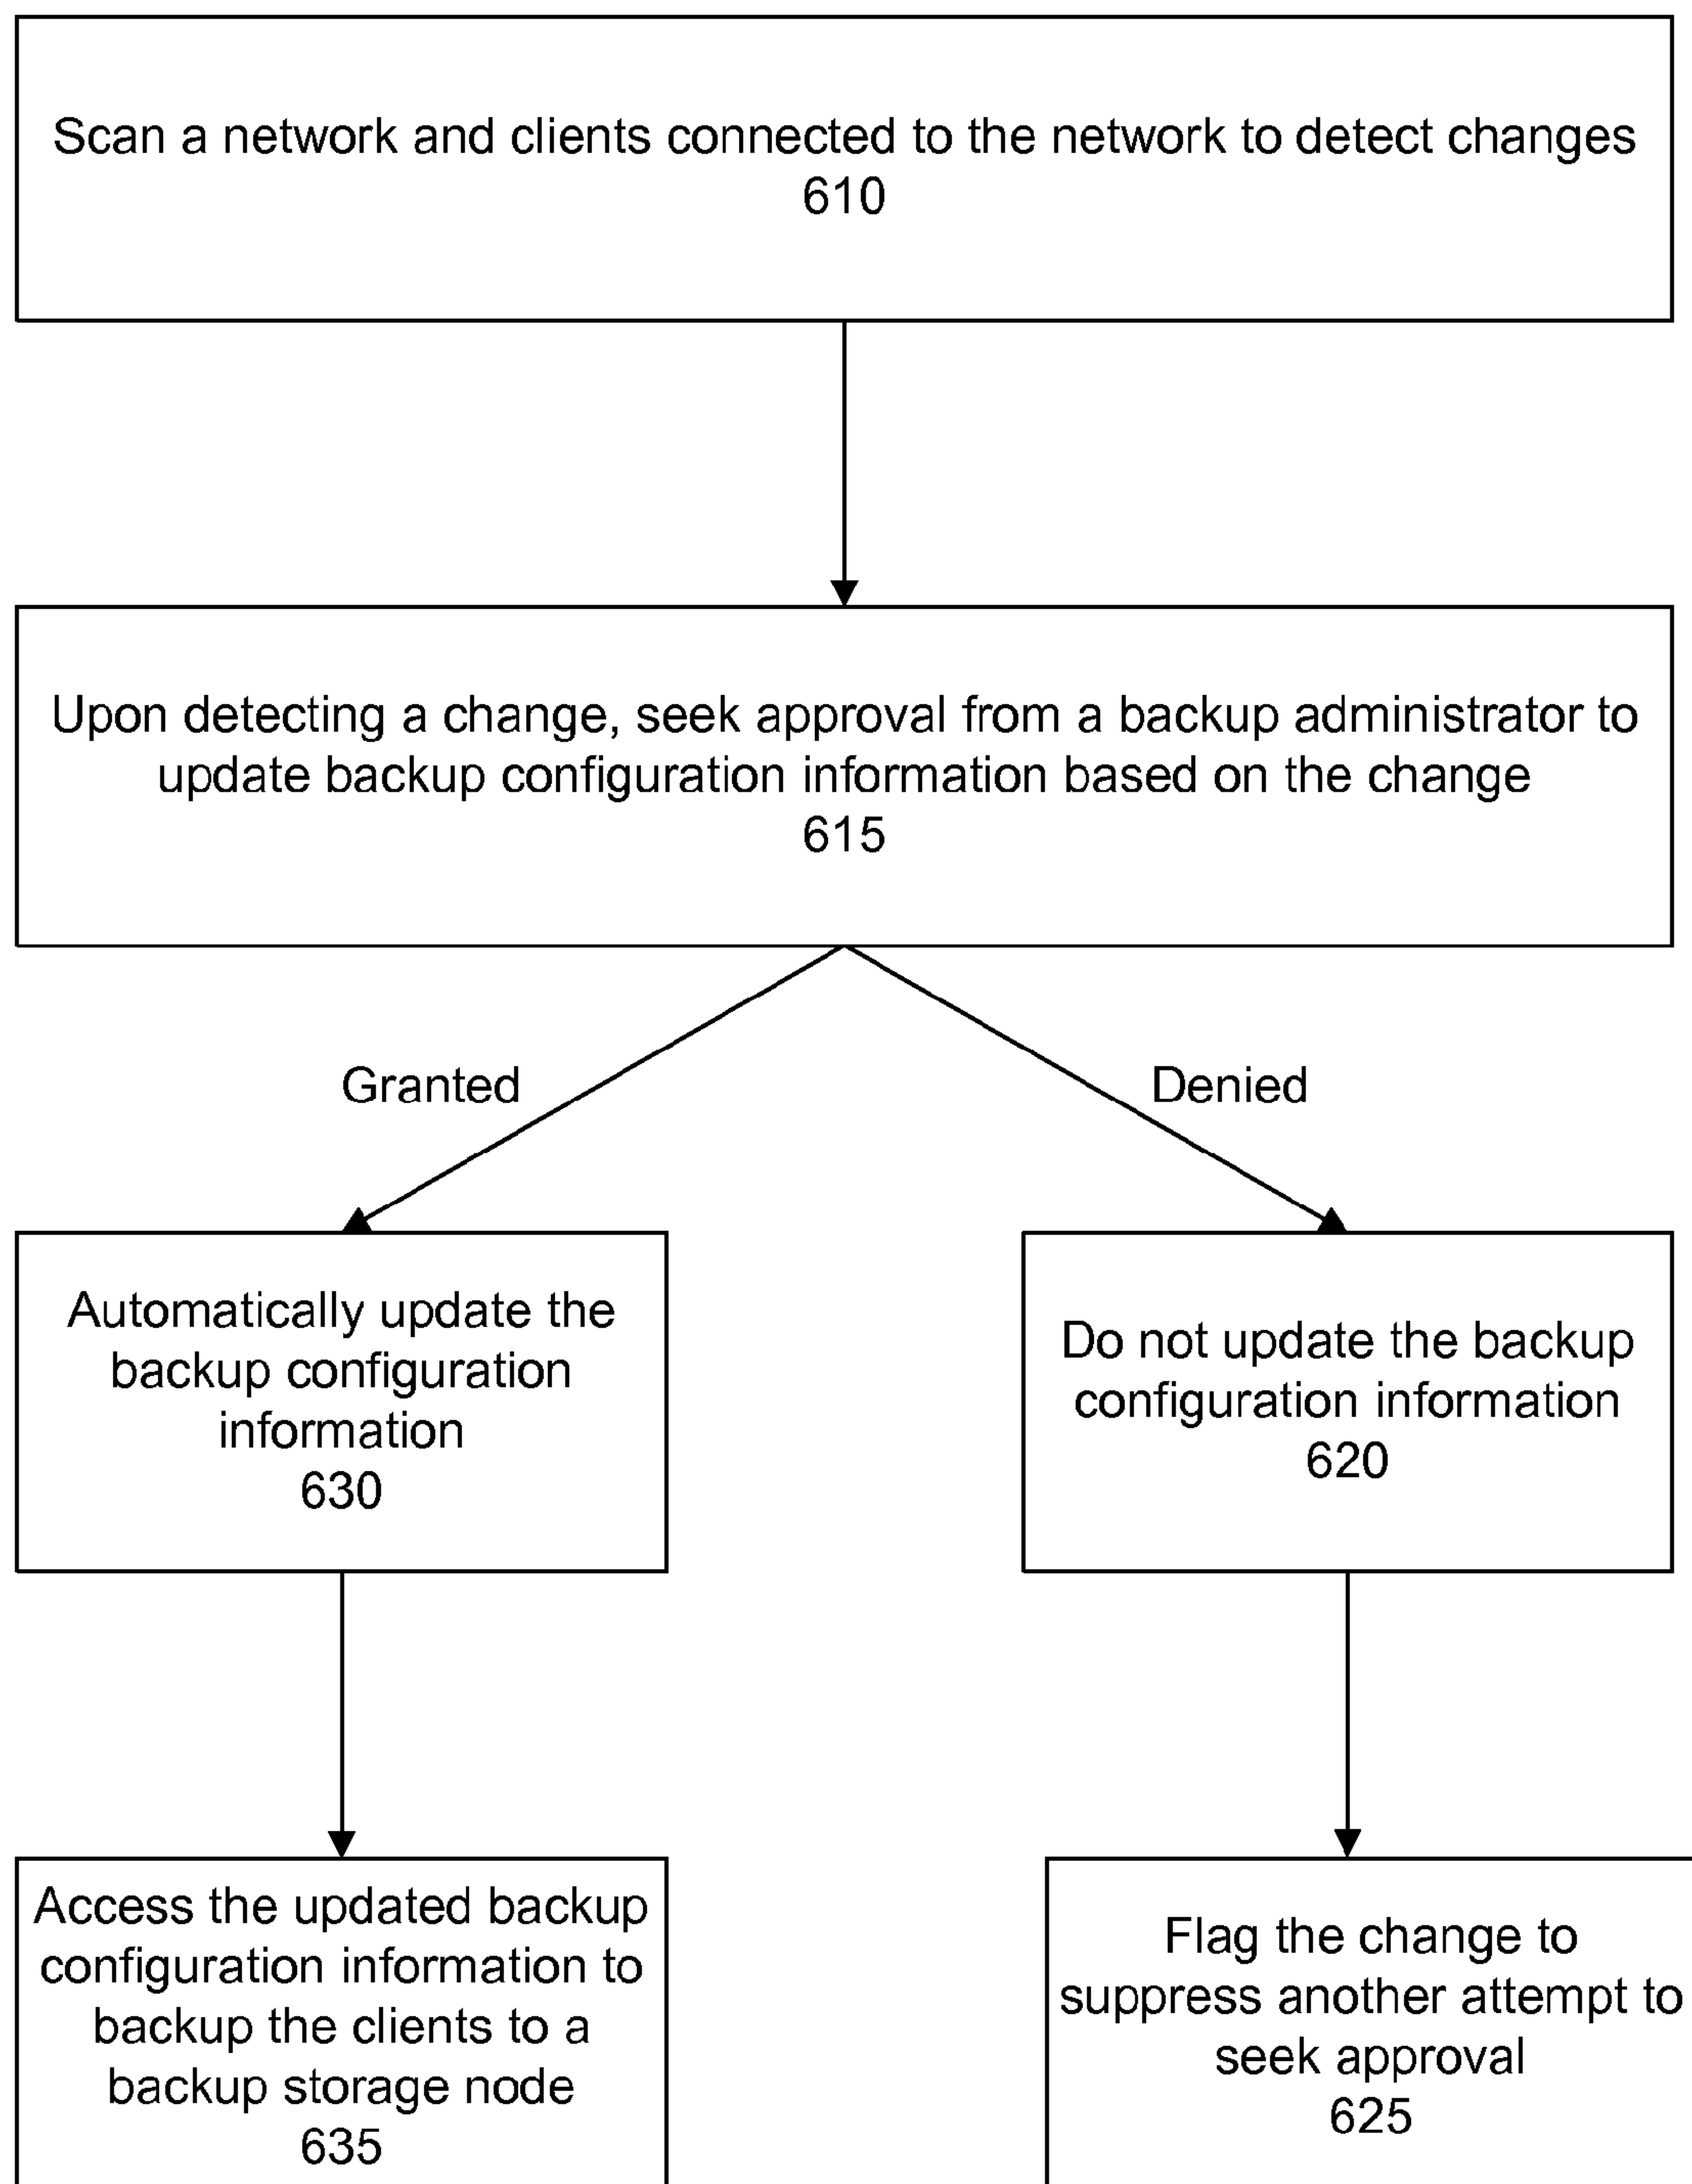 Scan a network and clients connected to the network to detect changes
610
Upon detecting a change, seek approval from a backup administrator to
update backup configuration information based on the change
615
Granted
Denied
Automatically update the
backup configuration
information
630
Do not update the backup
configuration information
620
Access the updated backup
configuration information to
backup the clients to a
backup storage node
635
Flag the change to
suppress another attempt to
seek approval
625